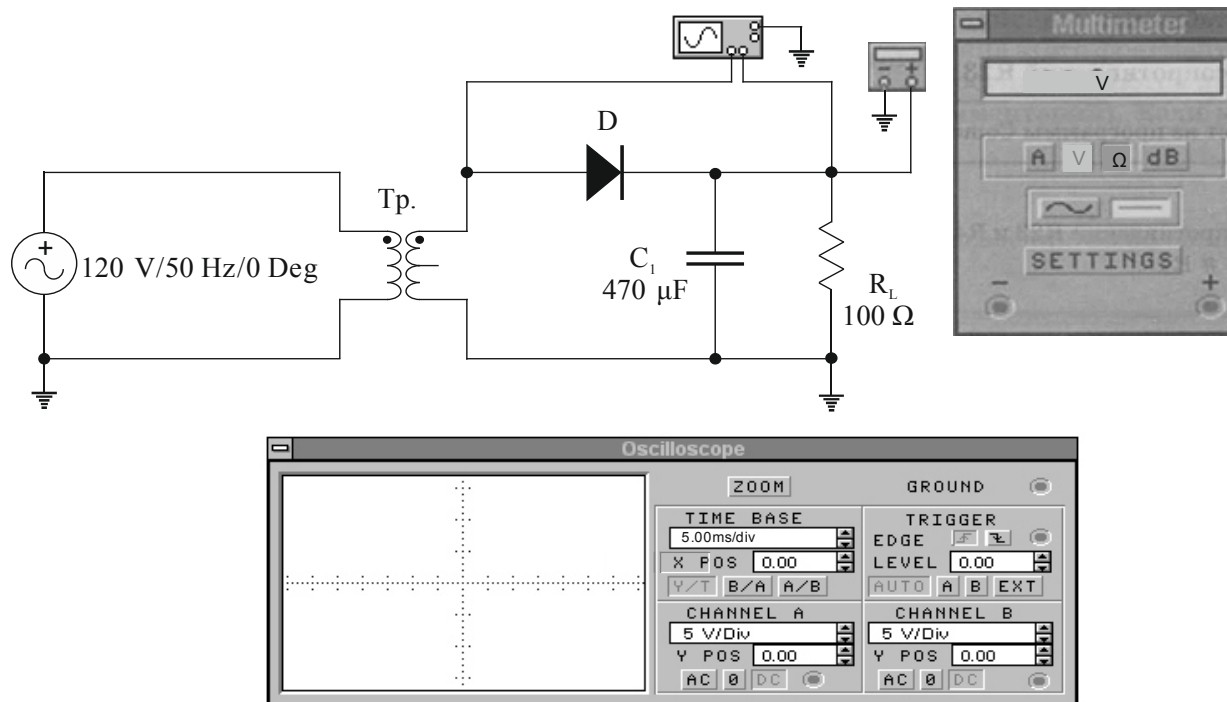 Multimeter
V
A V Ω dB
SETTINGS
− +
D
Tp.
+
120 V/50 Hz/0 Deg
C₁
470 μF
R_L
100 Ω
− +
Oscilloscope
ZOOM GROUND
TIME BASE
5.00ms/div
X POS 0.00
Y/T B/A A/B
TRIGGER
EDGE
LEVEL 0.00
AUTO A B EXT
CHANNEL A
5 V/Div
Y POS 0.00
AC 0 DC
CHANNEL B
5 V/Div
Y POS 0.00
AC 0 DC